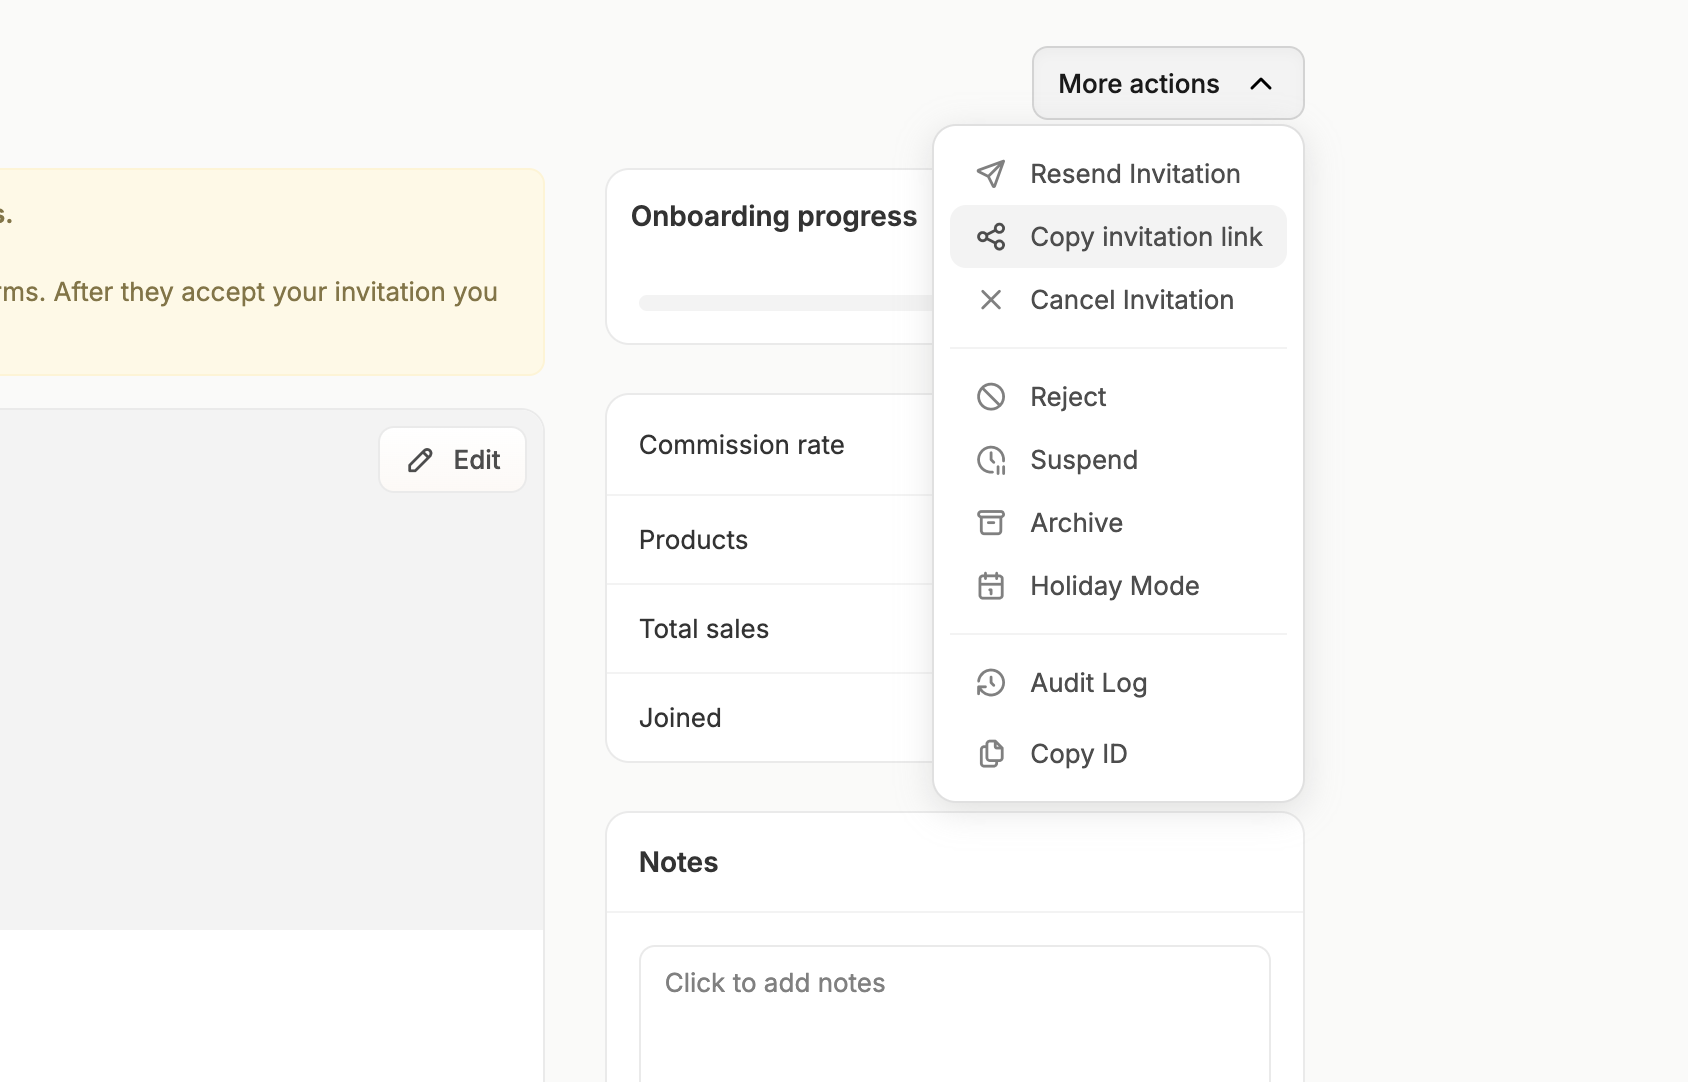 More actions
s.
rms. After they accept your invitation you
Edit
Onboarding progress
Commission rate
Products
Total sales
Joined
Resend Invitation
Copy invitation link
Cancel Invitation
Reject
Suspend
Archive
Holiday Mode
Audit Log
Copy ID
Notes
Click to add notes